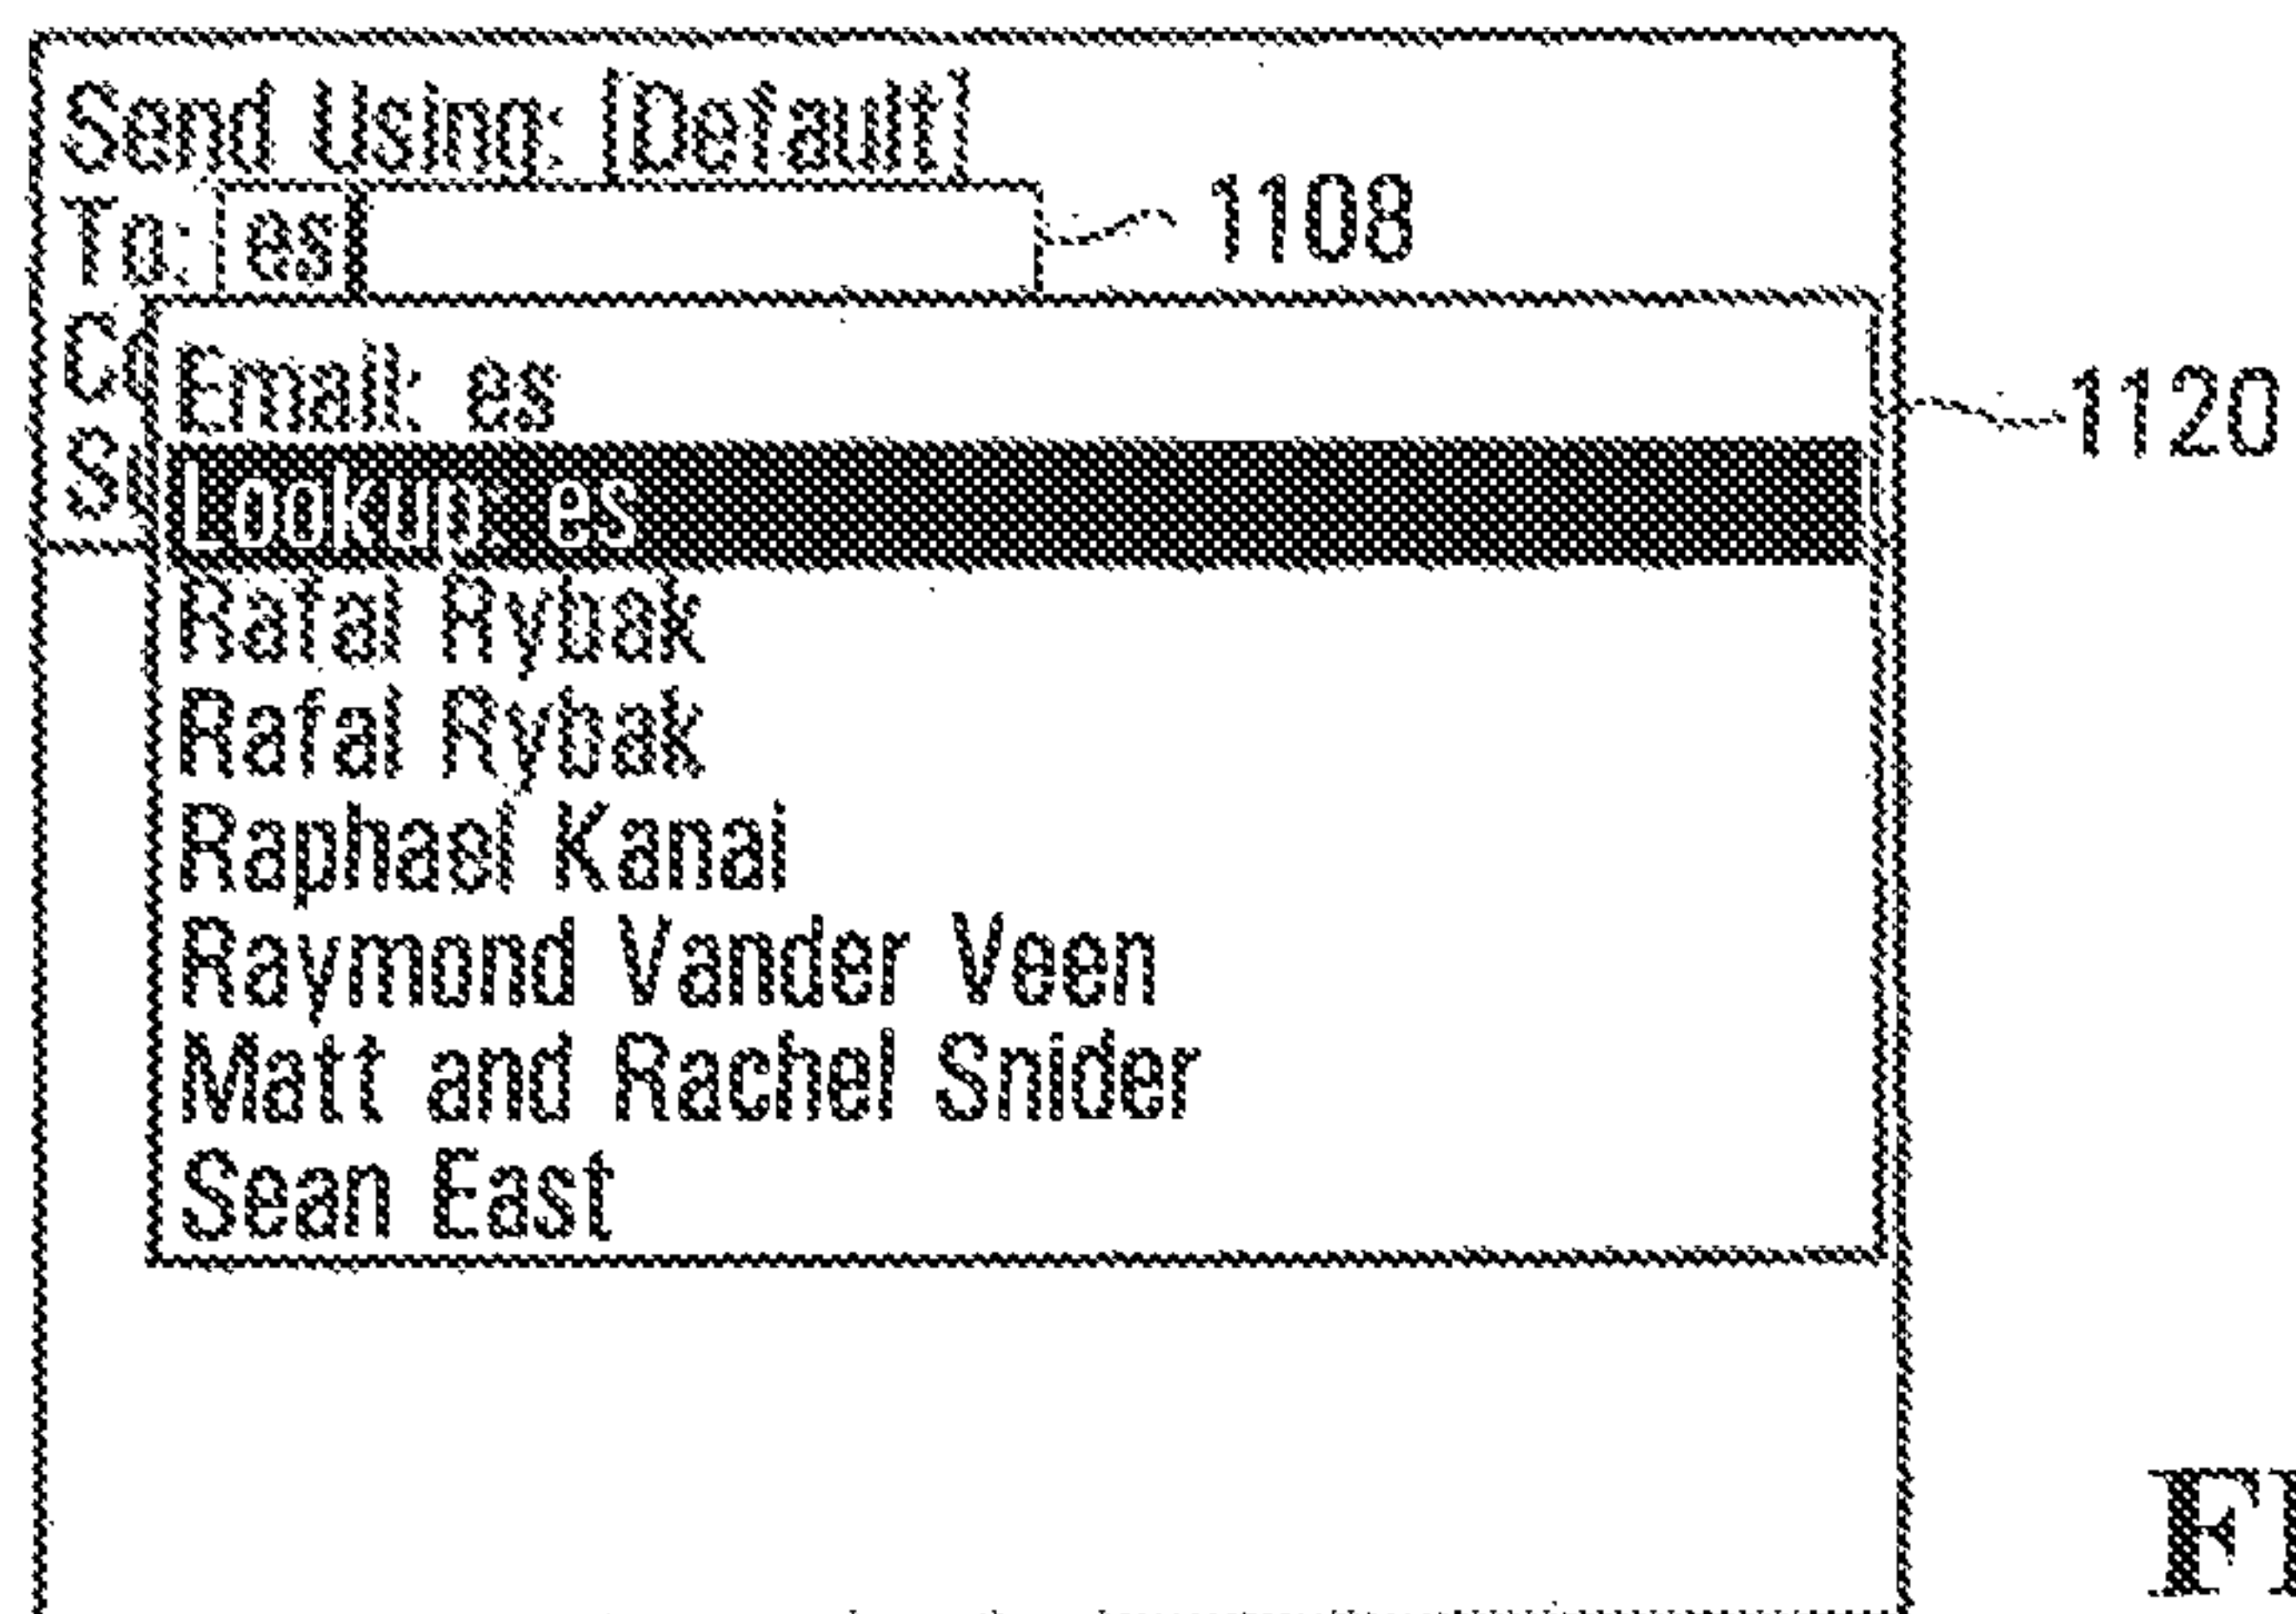 Send Using: [Default]
To: es 1108
Email: es 1120
Lookup: es
Rafal Rybak
Rafal Rybak
Raphael Kanai
Raymond Vander Veen
Matt and Rachel Snider
Sean East